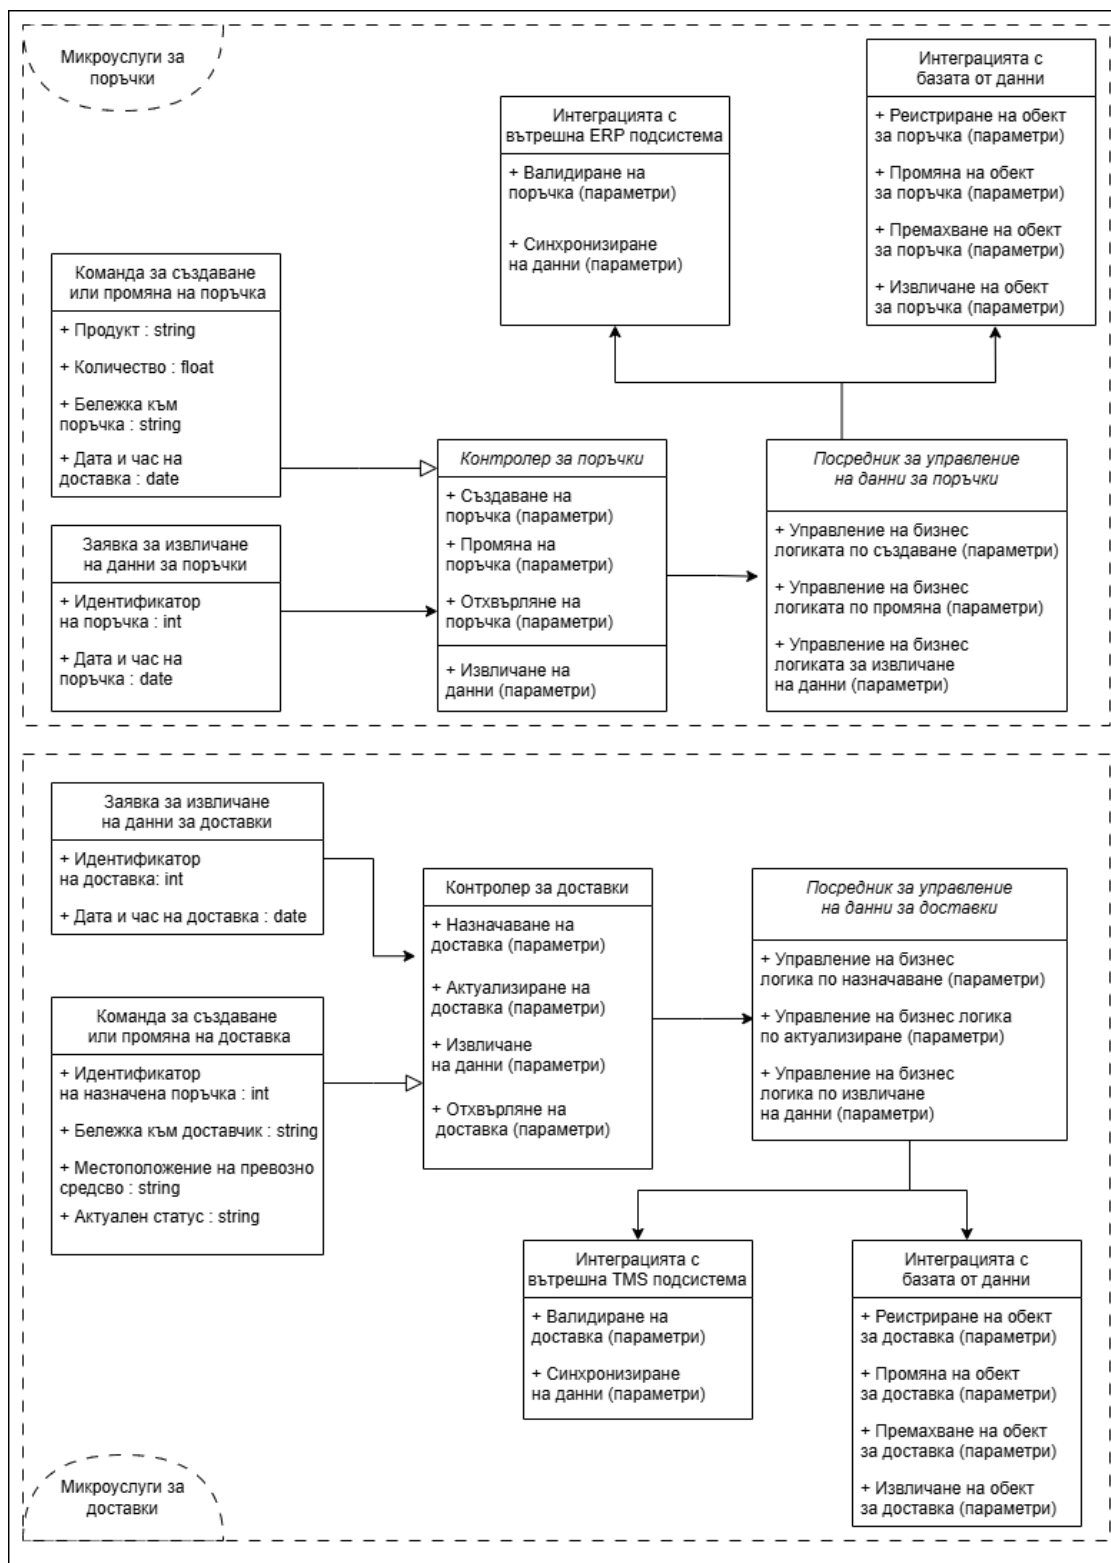 Микроуслуги за
поръчки
Интеграцията с
вътрешна ERP подсистема
+ Валидиране на
поръчка (параметри)
+ Синхронизиране
на данни (параметри)
Интеграцията с
базата от данни
+ Реистриране на обект
за поръчка (параметри)
+ Промяна на обект
за поръчка (параметри)
+ Премахване на обект
за поръчка (параметри)
+ Извличане на обект
за поръчка (параметри)
Команда за създаване
или промяна на поръчка
+ Продукт : string
+ Количество : float
+ Бележка към
поръчка : string
+ Дата и час на
доставка : date
Заявка за извличане
на данни за поръчки
+ Идентификатор
на поръчка : int
+ Дата и час на
поръчка : date
Контролер за поръчки
+ Създаване на
поръчка (параметри)
+ Промяна на
поръчка (параметри)
+ Отхвърляне на
поръчка (параметри)
+ Извличане на
данни (параметри)
Посредник за управление
на данни за поръчки
+ Управление на бизнес
логиката по създаване (параметри)
+ Управление на бизнес
логиката по промяна (параметри)
+ Управление на бизнес
логиката за извличане
на данни (параметри)
Заявка за извличане
на данни за доставки
+ Идентификатор
на доставка: int
+ Дата и час на доставка : date
Команда за създаване
или промяна на доставка
+ Идентификатор
на назначена поръчка : int
+ Бележка към доставчик : string
+ Местоположение на превозно
средсво : string
+ Актуален статус : string
Контролер за доставки
+ Назначаване на
доставка (параметри)
+ Актуализиране на
доставка (параметри)
+ Извличане
на данни (параметри)
+ Отхвърляне на
доставка (параметри)
Посредник за управление
на данни за доставки
+ Управление на бизнес
логика по назначаване (параметри)
+ Управление на бизнес логика
по актуализиране (параметри)
+ Управление на бизнес
логика по извличане
на данни (параметри)
Интеграцията с
вътрешна TMS подсистема
+ Валидиране на
доставка (параметри)
+ Синхронизиране
на данни (параметри)
Интеграцията с
базата от данни
+ Реистриране на обект
за доставка (параметри)
+ Промяна на обект
за доставка (параметри)
+ Премахване на обект
за доставка (параметри)
+ Извличане на обект
за доставка (параметри)
Микроуслуги за
доставки